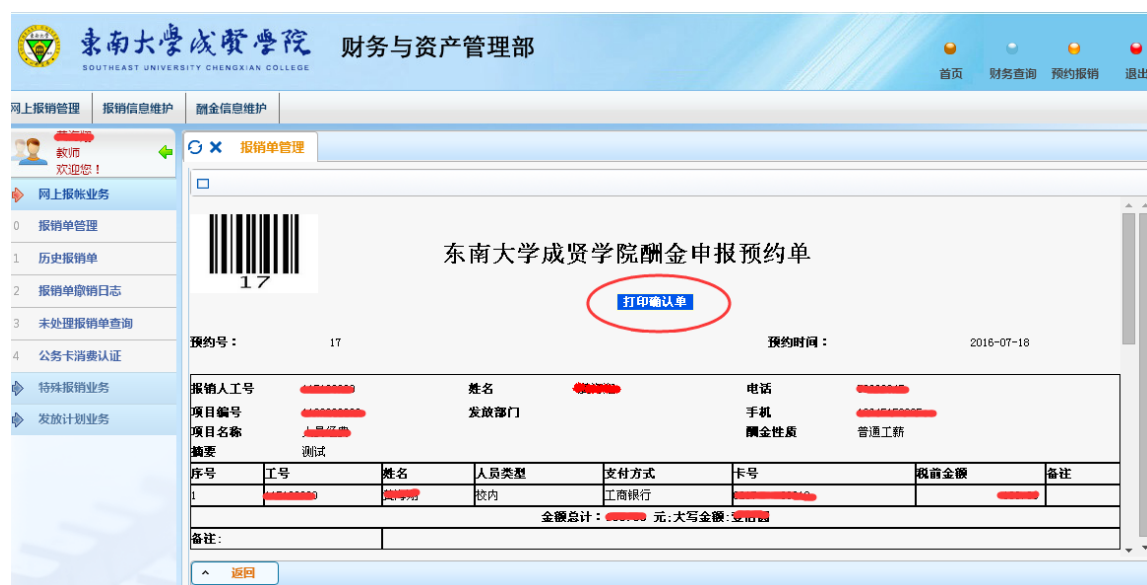 東南大學成賢學院 财务与资产管理部
SOUTHEAST UNIVERSITY CHENGXIAN COLLEGE
首页 财务查询 预约报销 退出
网上报销管理 报销信息维护 酬金信息维护
教师
欢迎您！
报销单管理
网上报帐业务
0 报销单管理
1 历史报销单
2 报销单撤销日志
3 未处理报销单查询
4 公务卡消费认证
特殊报销业务
发放计划业务
17
东南大学成贤学院酬金申报预约单
打印确认单
预约号： 17 预约时间： 2016-07-18
报销人工号 姓名 电话
项目编号 发放部门 手机
项目名称 酬金性质 普通工薪
摘要 测试
序号 工号 姓名 人员类型 支付方式 卡号 税前金额 备注
1 校内 工商银行
金额总计： 元;大写金额:
备注:
返回